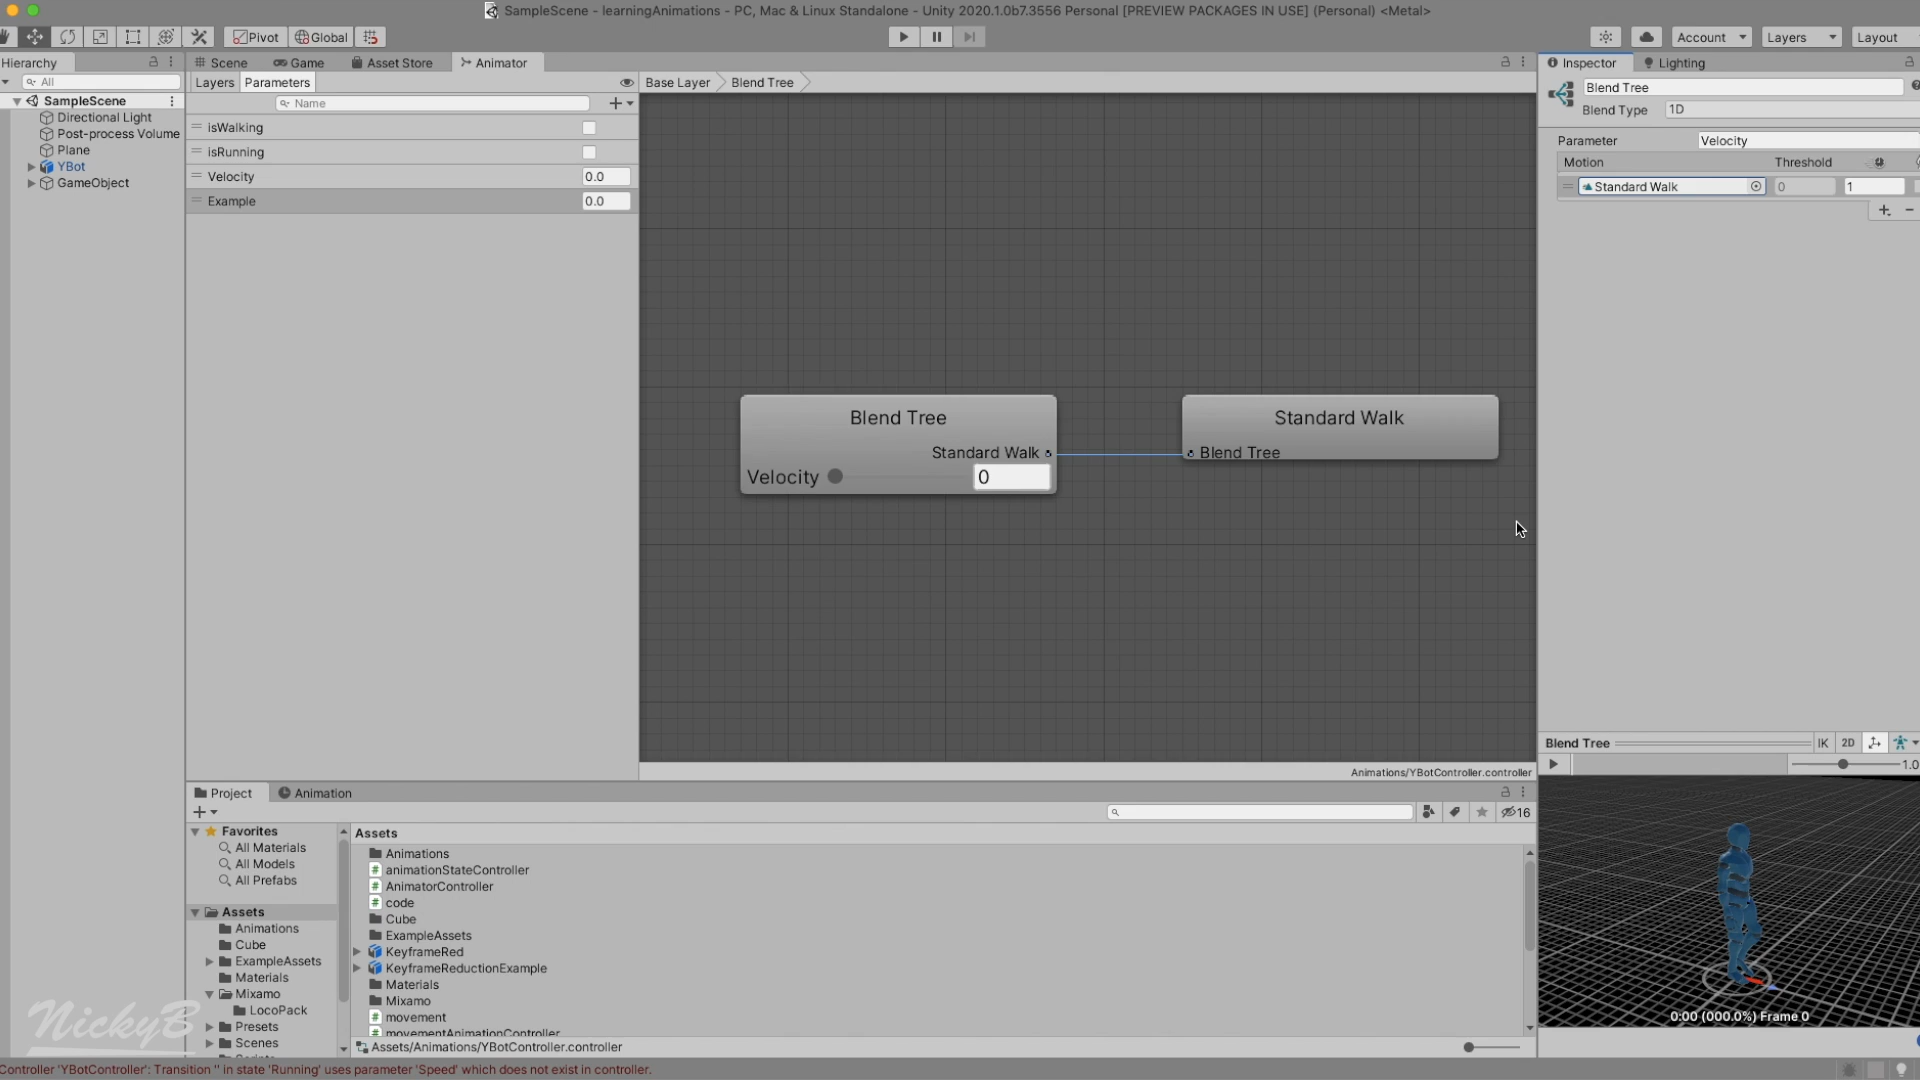 SampleScene - learningAnimations - PC, Mac & Linux Standalone - Unity 2020.1.0b7.3556 Personal [PREVIEW PACKAGES IN USE] (Personal) <Metal>
Pivot Global Account Layers Layout
Hierarchy
All
SampleScene
Directional Light
Post-process Volume
Plane
YBot
GameObject
Scene Game Asset Store Animator
Layers Parameters
Name
isWalking
isRunning
Velocity 0.0
Example 0.0
Base Layer Blend Tree
Blend Tree
Standard Walk
Velocity 0
Standard Walk
Blend Tree
Animations/YBotController.controller
Inspector Lighting
Blend Tree
Blend Type 1D
Parameter Velocity
Motion Threshold
Standard Walk 0 1
Blend Tree IK 2D
1.0
0:00 (000.0%) Frame 0
Project Animation
16
Favorites
All Materials
All Models
All Prefabs
Assets
Animations
Cube
ExampleAssets
Materials
Mixamo
LocoPack
Presets
Scenes
Assets
Animations
animationStateController
AnimatorController
code
Cube
ExampleAssets
KeyframeRed
KeyframeReductionExample
Materials
Mixamo
movement
movementAnimationController
Assets/Animations/YBotController.controller
NickyB
Controller 'YBotController': Transition '' in state 'Running' uses parameter 'Speed' which does not exist in controller.